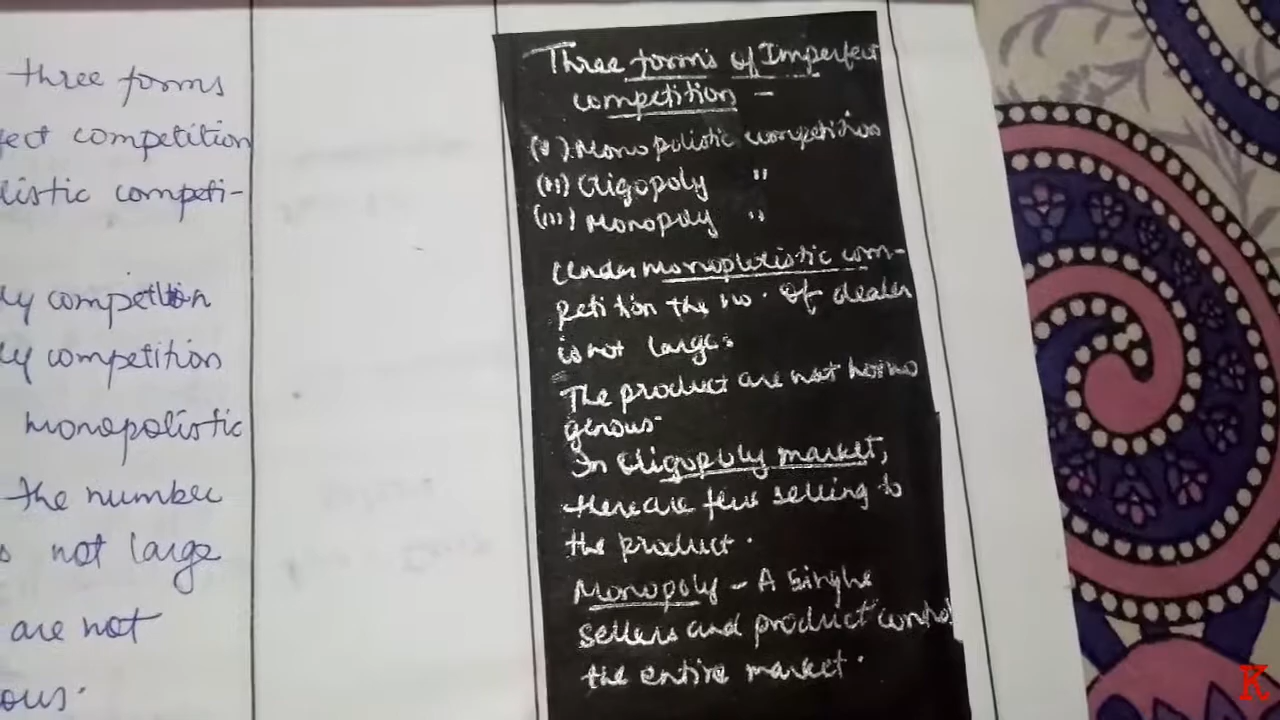 three forms
fect competition
listic competi-
ly competition
ly competition
monopolistic
the number
s not large
are not
ous.
Three forms of Imperfect
competition -
(i) Monopolistic competition
(ii) Oligopoly "
(iii) Monopoly "
Under monoplolistic com-
petition the no. of dealer
is not large.
The product are not homo
genous.
In Oligopoly market,
there are few selling to
the product.
Monopoly - A Singhe
sellers and product control
the entire market.
K